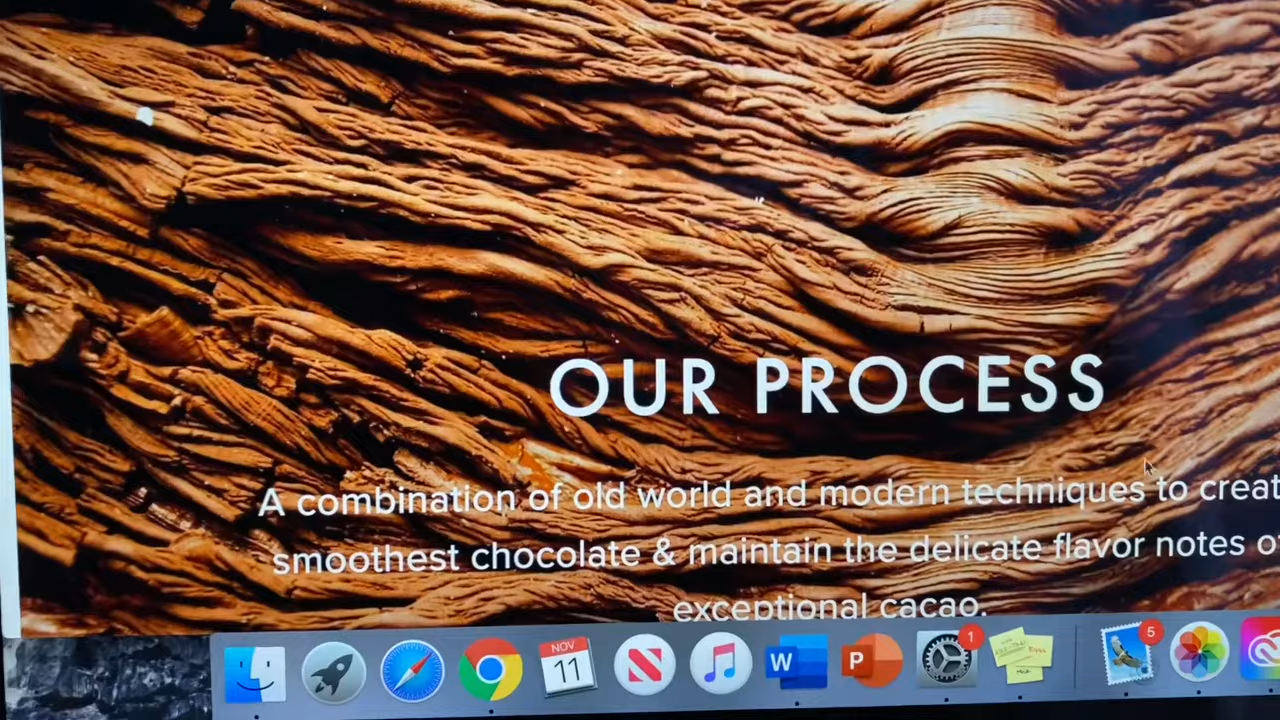 OUR PROCESS
A combination of old world and modern techniques to creat
smoothest chocolate & maintain the delicate flavor notes of
exceptional cacao.
NOV
11
W
P
1
5